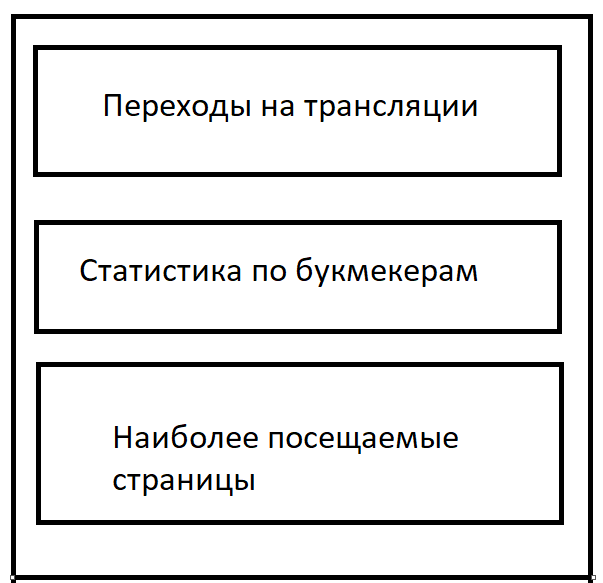 Переходы на трансляции
Статистика по букмекерам
Наиболее посещаемые
страницы